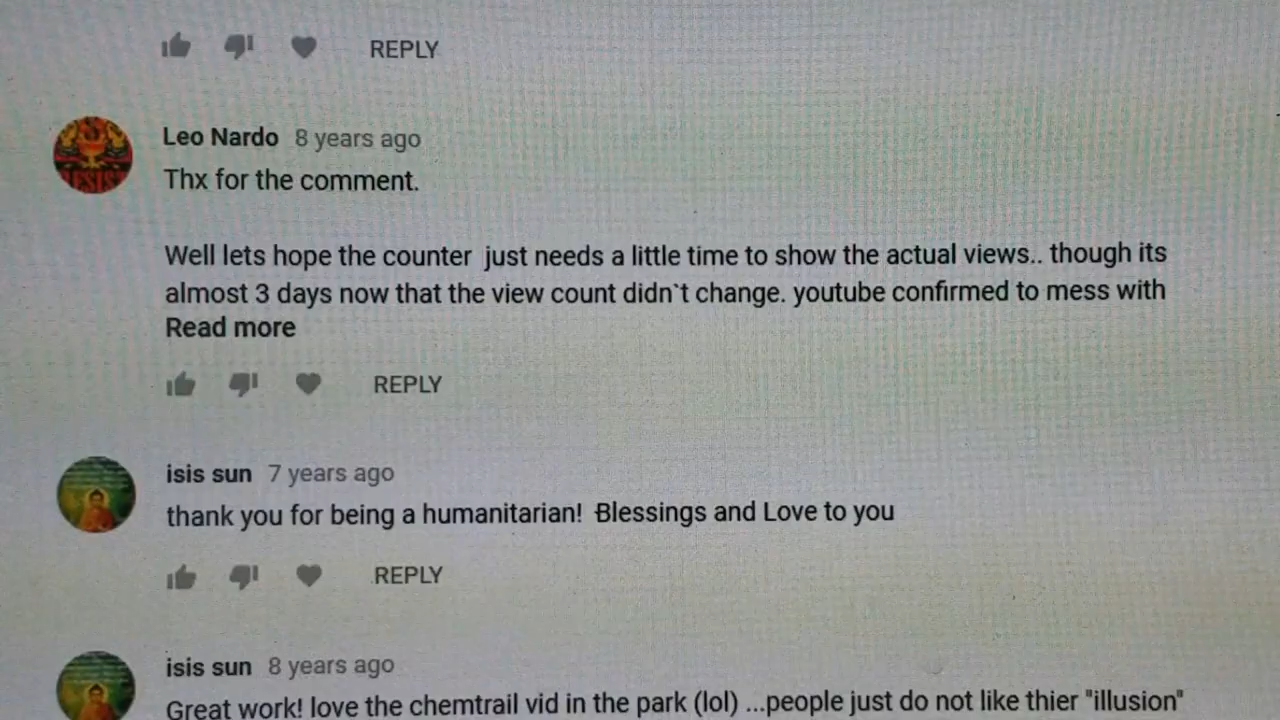 REPLY
Leo Nardo 8 years ago
Thx for the comment.
Well lets hope the counter just needs a little time to show the actual views.. though its
almost 3 days now that the view count didn`t change. youtube confirmed to mess with
Read more
REPLY
isis sun 7 years ago
thank you for being a humanitarian! Blessings and Love to you
REPLY
isis sun 8 years ago
Great work! love the chemtrail vid in the park (lol) ...people just do not like thier "illusion"